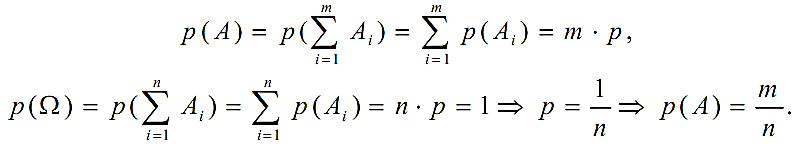 p(A) = p(∑_{i=1}^{m} A_i) = ∑_{i=1}^{m} p(A_i) = m · p,
p(Ω) = p(∑_{i=1}^{n} A_i) = ∑_{i=1}^{n} p(A_i) = n · p = 1 ⇒ p = 1/n ⇒ p(A) = m/n.